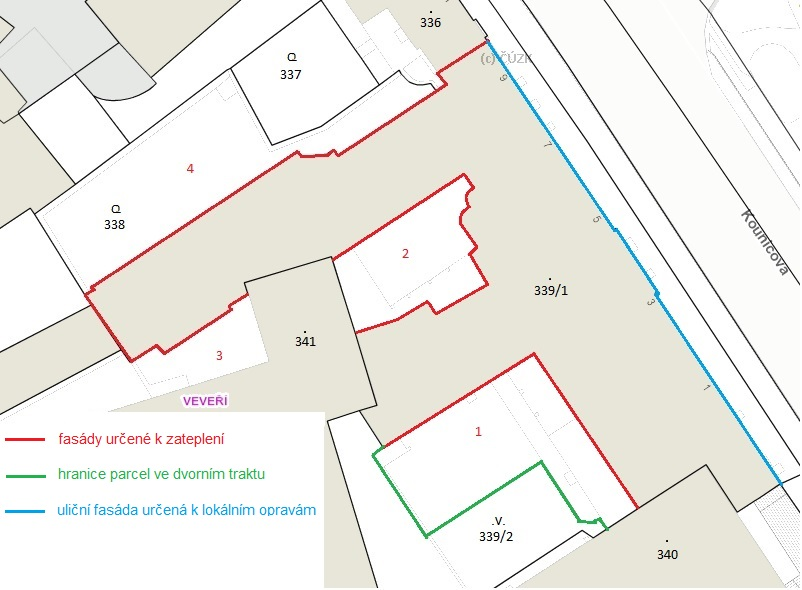 336
(c) ČÚZK
337
9
7
4
338
5
Kounicova
2
339/1
3
341
3
1
VEVEŘÍ
fasády určené k zateplení
1
hranice parcel ve dvorním traktu
uliční fasáda určená k lokálním opravám
.v.
339/2
340